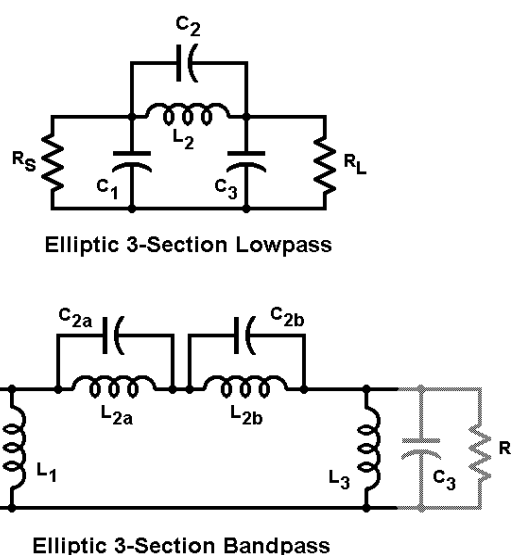 C2
RS
L2
C1
C3
RL
Elliptic 3-Section Lowpass
C2a
C2b
L2a
L2b
L1
L3
C3
R
Elliptic 3-Section Bandpass